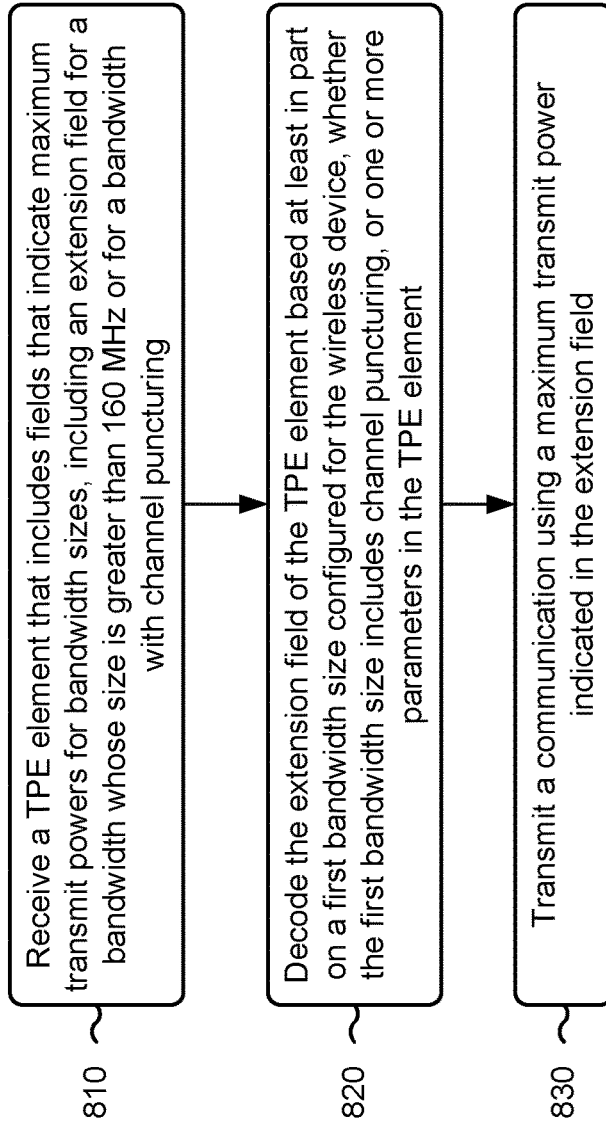 810
Receive a TPE element that includes fields that indicate maximum
transmit powers for bandwidth sizes, including an extension field for a
bandwidth whose size is greater than 160 MHz or for a bandwidth
with channel puncturing
820
Decode the extension field of the TPE element based at least in part
on a first bandwidth size configured for the wireless device, whether
the first bandwidth size includes channel puncturing, or one or more
parameters in the TPE element
830
Transmit a communication using a maximum transmit power
indicated in the extension field